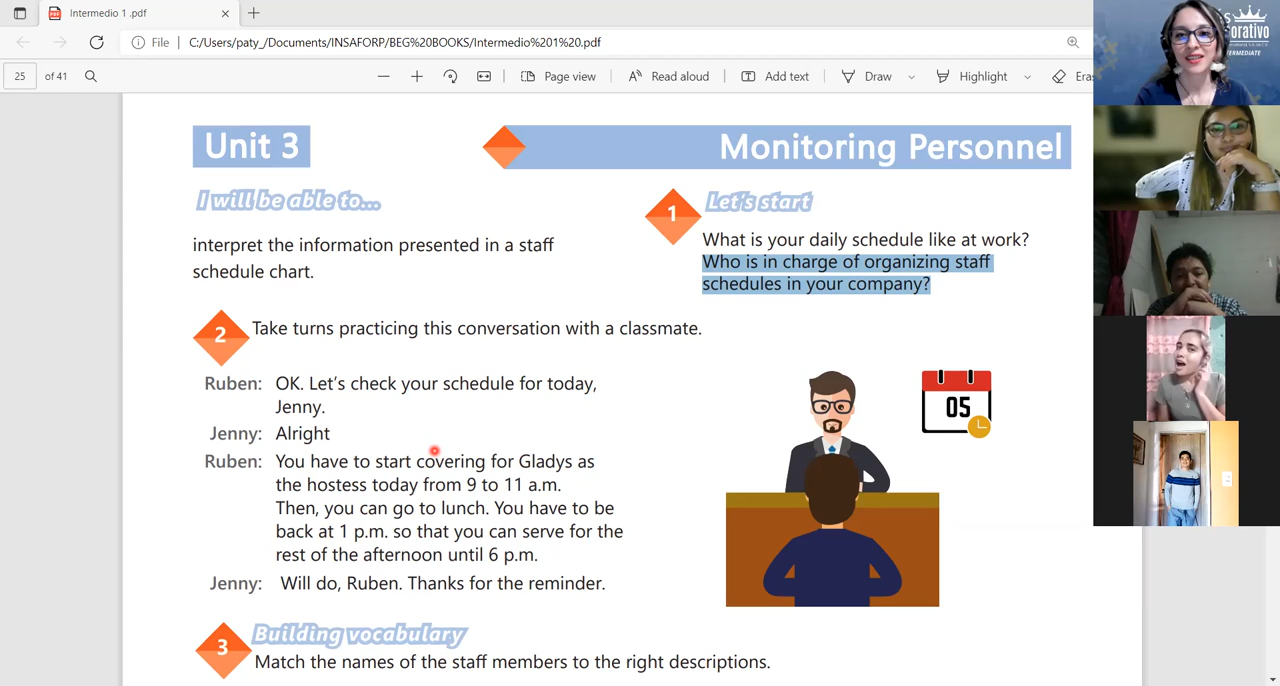 Intermedio 1 .pdf
File
C:/Users/paty_/Documents/INSAFORP/BEG%20BOOKS/Intermedio%201%20.pdf
25 of 41
Page view
Read aloud
Add text
Draw
Highlight
Unit 3
Monitoring Personnel
I will be able to...
interpret the information presented in a staff
schedule chart.
1
Let's start
What is your daily schedule like at work?
Who is in charge of organizing staff
schedules in your company?
2
Take turns practicing this conversation with a classmate.
Ruben: OK. Let's check your schedule for today,
Jenny.
Jenny: Alright
Ruben: You have to start covering for Gladys as
the hostess today from 9 to 11 a.m.
Then, you can go to lunch. You have to be
back at 1 p.m. so that you can serve for the
rest of the afternoon until 6 p.m.
Jenny: Will do, Ruben. Thanks for the reminder.
05
3
Building vocabulary
Match the names of the staff members to the right descriptions.